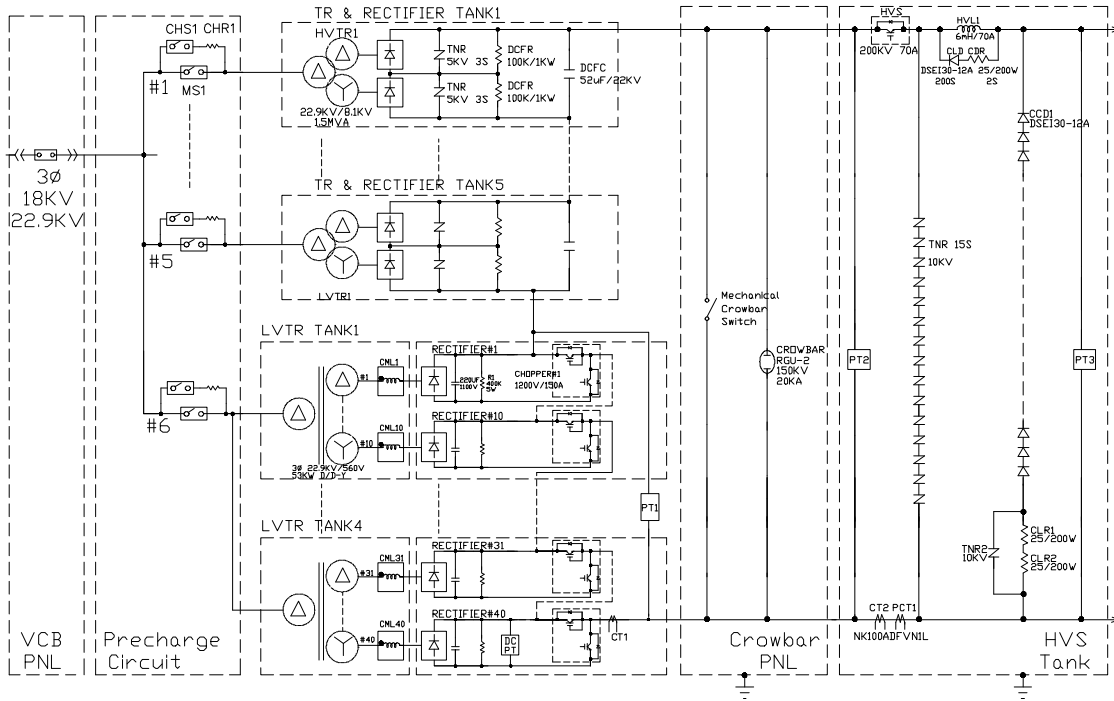 TR & RECTIFIER TANK1
CHS1 CHR1
#1
MS1
HVTR1
22.9KV/8.1KV
1.5MVA
TNR
5KV 3S
TNR
5KV 3S
DCFR
100K/1KW
DCFR
100K/1KW
DCFC
52uF/22KV
3Ø
18KV
22.9KV
TR & RECTIFIER TANK5
#5
LVTR1
LVTR TANK1
#6
#1
#10
3Ø 22.9KV/560V
53KW D/D-Y
CML1
CML10
RECTIFIER#1
220UF
1100V
R1
400K
5W
CHOPPER#1
1200V/150A
RECTIFIER#10
PT1
LVTR TANK4
#31
#40
CML31
CML40
RECTIFIER#31
RECTIFIER#40
DC
PT
CT1
Mechanical
Crowbar
Switch
CROWBAR
RGU-2
150KV
20KA
HVS
200KV 70A
HVL1
6mH/70A
CLD CDR
DSEI30-12A 25/200W
200S 2S
CCD1
DSEI30-12A
TNR 15S
10KV
PT2
PT3
TNR2
10KV
CLR1
25/200W
CLR2
25/200W
CT2 PCT1
NK100ADFVN1L
VCB
PNL
Precharge
Circuit
Crowbar
PNL
HVS
Tank